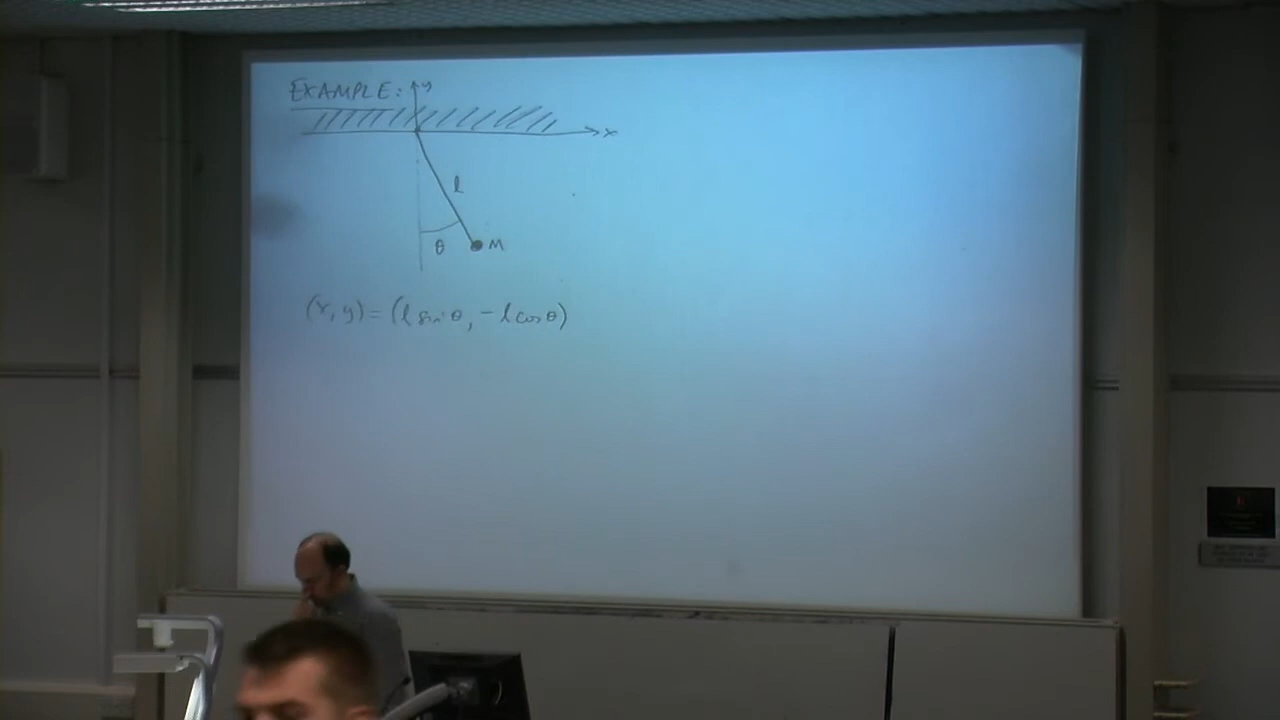 EXAMPLE: y
x
l
θ M
(x, y) = (l sin θ, - l cos θ)